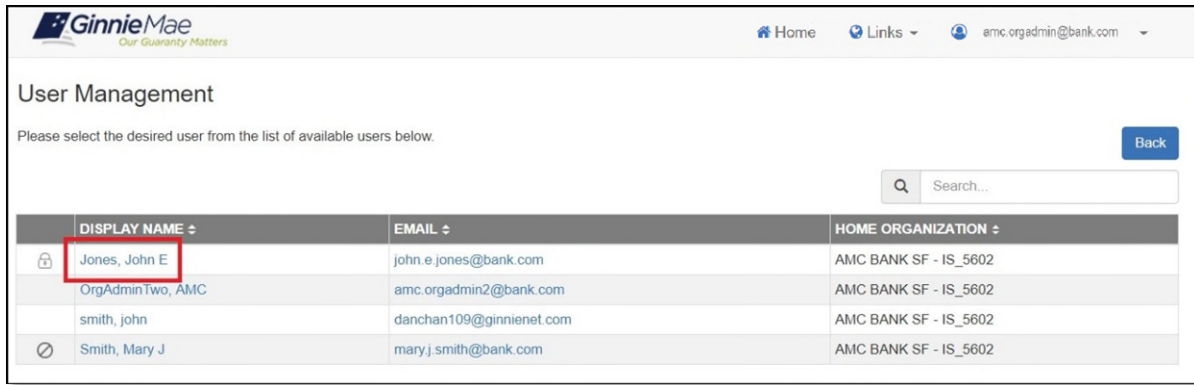 GinnieMae
Our Guaranty Matters
Home Links amc.orgadmin@bank.com
User Management
Please select the desired user from the list of available users below.
Back
Search...
DISPLAY NAME EMAIL HOME ORGANIZATION
Jones, John E john.e.jones@bank.com AMC BANK SF - IS_5602
OrgAdminTwo, AMC amc.orgadmin2@bank.com AMC BANK SF - IS_5602
smith, john danchan109@ginnienet.com AMC BANK SF - IS_5602
Smith, Mary J mary.j.smith@bank.com AMC BANK SF - IS_5602